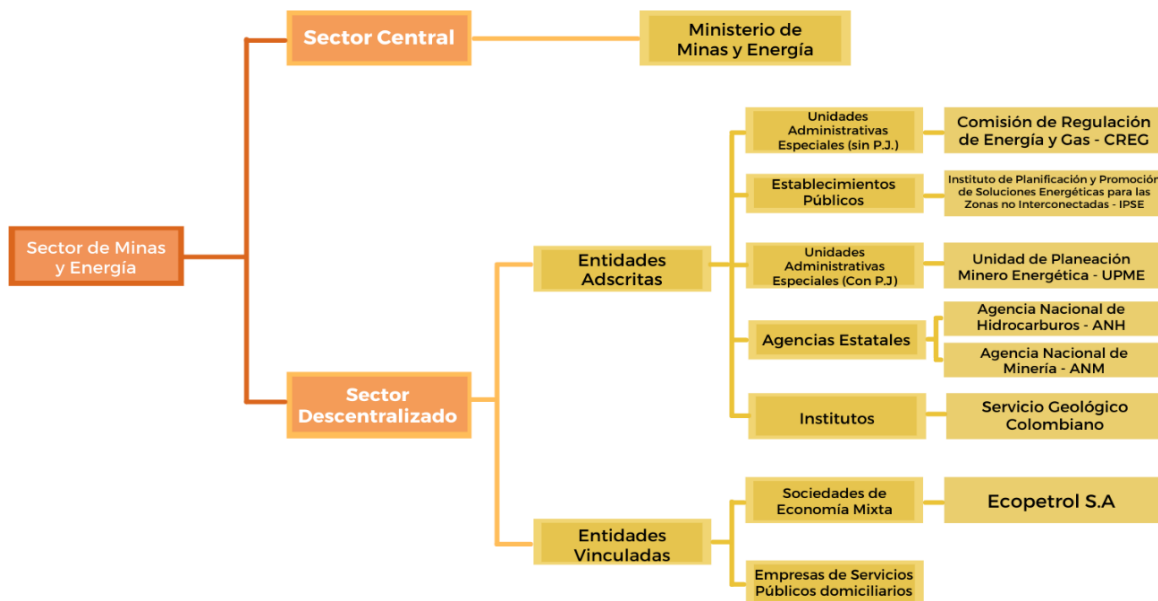 Sector Central
Ministerio de
Minas y Energía
Unidades
Administrativas
Especiales (sin P.J.)
Comisión de Regulación
de Energía y Gas - CREG
Establecimientos
Públicos
Instituto de Planificación y Promoción
de Soluciones Energéticas para las
Zonas no Interconectadas - IPSE
Sector de Minas
y Energía
Entidades
Adscritas
Unidades
Administrativas
Especiales (Con P.J)
Unidad de Planeación
Minero Energética - UPME
Agencias Estatales
Agencia Nacional de
Hidrocarburos - ANH
Agencia Nacional de
Minería - ANM
Sector
Descentralizado
Institutos
Servicio Geológico
Colombiano
Entidades
Vinculadas
Sociedades de
Economía Mixta
Ecopetrol S.A
Empresas de Servicios
Públicos domiciliarios